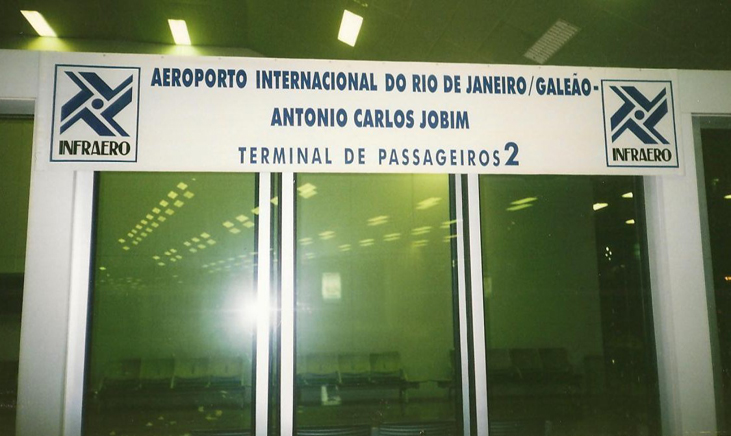 AEROPORTO INTERNACIONAL DO RIO DE JANEIRO/GALEÃO-
ANTONIO CARLOS JOBIM
TERMINAL DE PASSAGEIROS 2
INFRAERO
INFRAERO